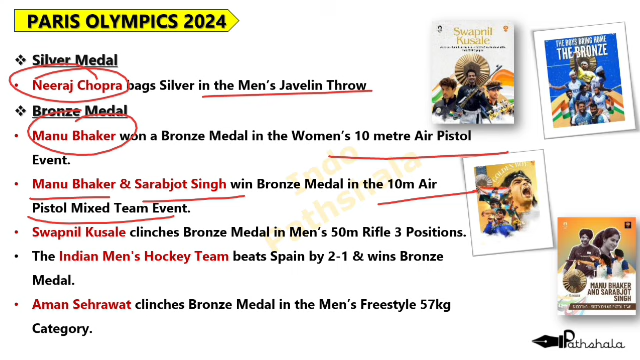 PARIS OLYMPICS 2024
Silver Medal
Neeraj Chopra bags Silver in the Men's Javelin Throw
Bronze Medal
Manu Bhaker won a Bronze Medal in the Women's 10 metre Air Pistol
Event.
Manu Bhaker & Sarabjot Singh win Bronze Medal in the 10m Air
Pistol Mixed Team Event.
Swapnil Kusale clinches Bronze Medal in Men's 50m Rifle 3 Positions.
The Indian Men's Hockey Team beats Spain by 2-1 & wins Bronze
Medal.
Aman Sehrawat clinches Bronze Medal in the Men's Freestyle 57kg
Category.
Indo
Pathshala
Swapnil
Kusale
THE BOYS BRING HOME
THE BRONZE
MANU BHAKER
AND SARABJOT
SINGH
Pathshala